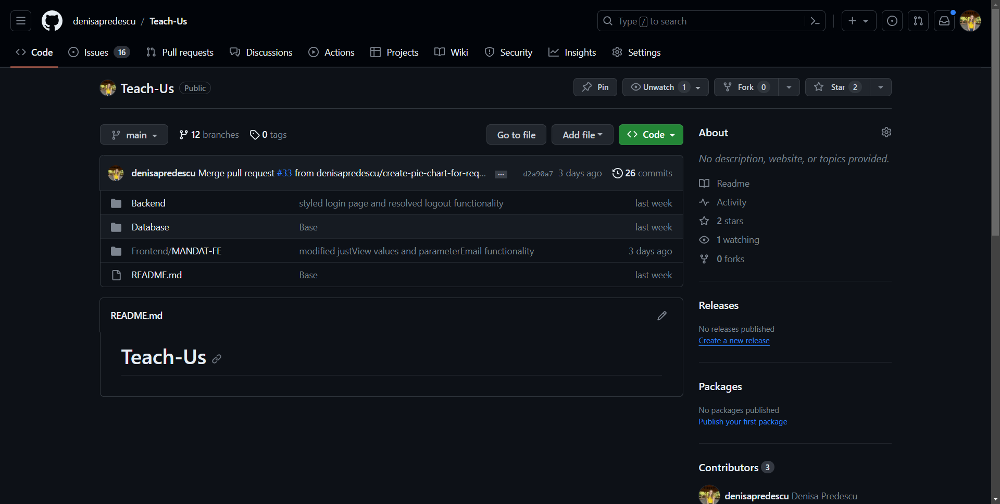 denisapredescu / Teach-Us
Type / to search
Code Issues 16 Pull requests Discussions Actions Projects Wiki Security Insights Settings
Teach-Us Public
Pin Unwatch 1 Fork 0 Star 2
main 12 branches 0 tags
Go to file Add file Code
denisapredescu Merge pull request #33 from denisapredescu/create-pie-chart-for-req... ... d2a90a7 3 days ago 26 commits
Backend styled login page and resolved logout functionality last week
Database Base last week
Frontend/MANDAT-FE modified justView values and parameterEmail functionality 3 days ago
README.md Base last week
README.md
Teach-Us
About
No description, website, or topics provided.
Readme
Activity
2 stars
1 watching
0 forks
Releases
No releases published
Create a new release
Packages
No packages published
Publish your first package
Contributors 3
denisapredescu Denisa Predescu